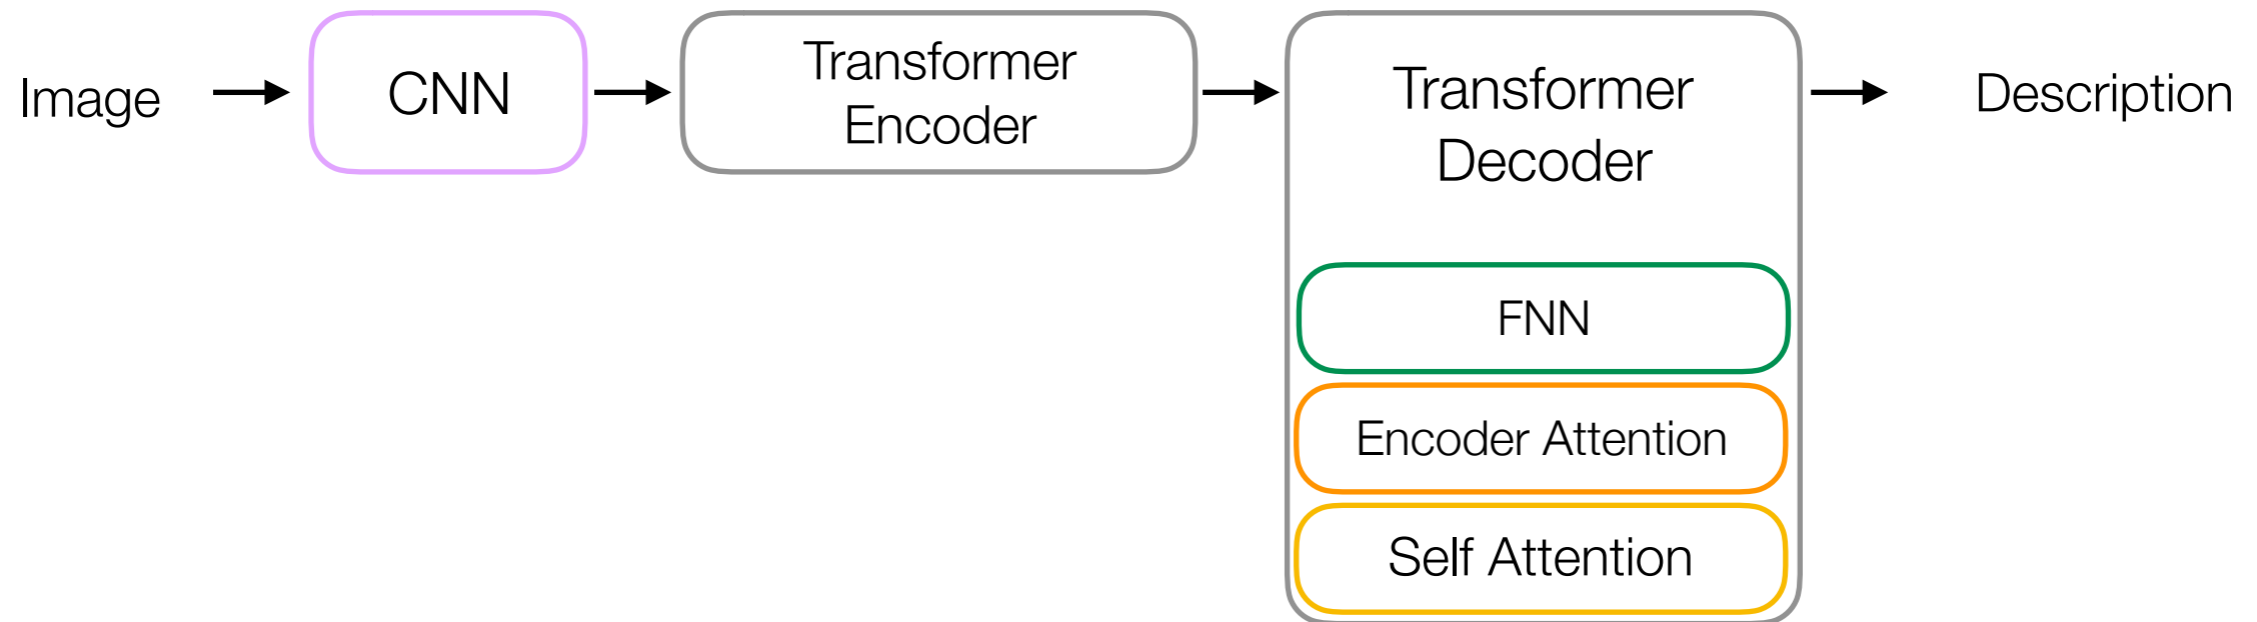 Image
CNN
Transformer
Encoder
Transformer
Decoder
Description
FNN
Encoder Attention
Self Attention